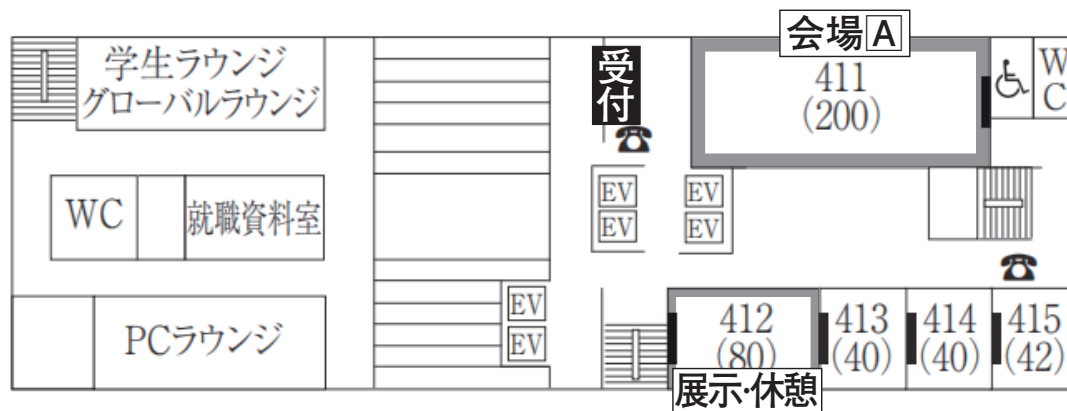 会場A
学生ラウンジ
グローバルラウンジ
受付
411
(200)
WC
WC
就職資料室
EV
EV
EV
EV
EV
EV
PCラウンジ
412
(80)
413
(40)
414
(40)
415
(42)
展示・休憩